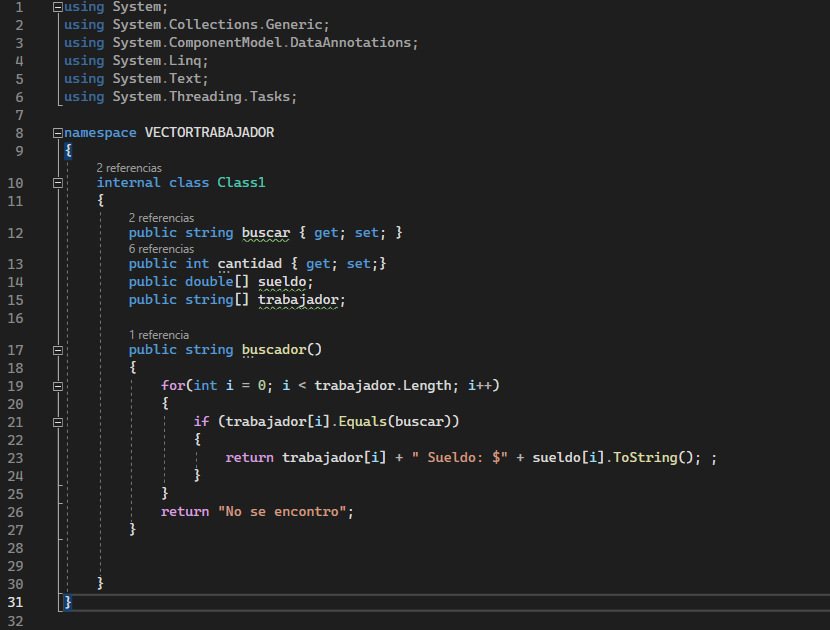 1 using System;
2 using System.Collections.Generic;
3 using System.ComponentModel.DataAnnotations;
4 using System.Linq;
5 using System.Text;
6 using System.Threading.Tasks;
7
8 namespace VECTORTRABAJADOR
9 {
2 referencias
10 internal class Class1
11 {
2 referencias
12 public string buscar { get; set; }
6 referencias
13 public int cantidad { get; set;}
14 public double[] sueldo;
15 public string[] trabajador;
16
1 referencia
17 public string buscador()
18 {
19 for(int i = 0; i < trabajador.Length; i++)
20 {
21 if (trabajador[i].Equals(buscar))
22 {
23 return trabajador[i] + " Sueldo: $" + sueldo[i].ToString(); ;
24 }
25 }
26 return "No se encontro";
27 }
28
29
30 }
31 }
32